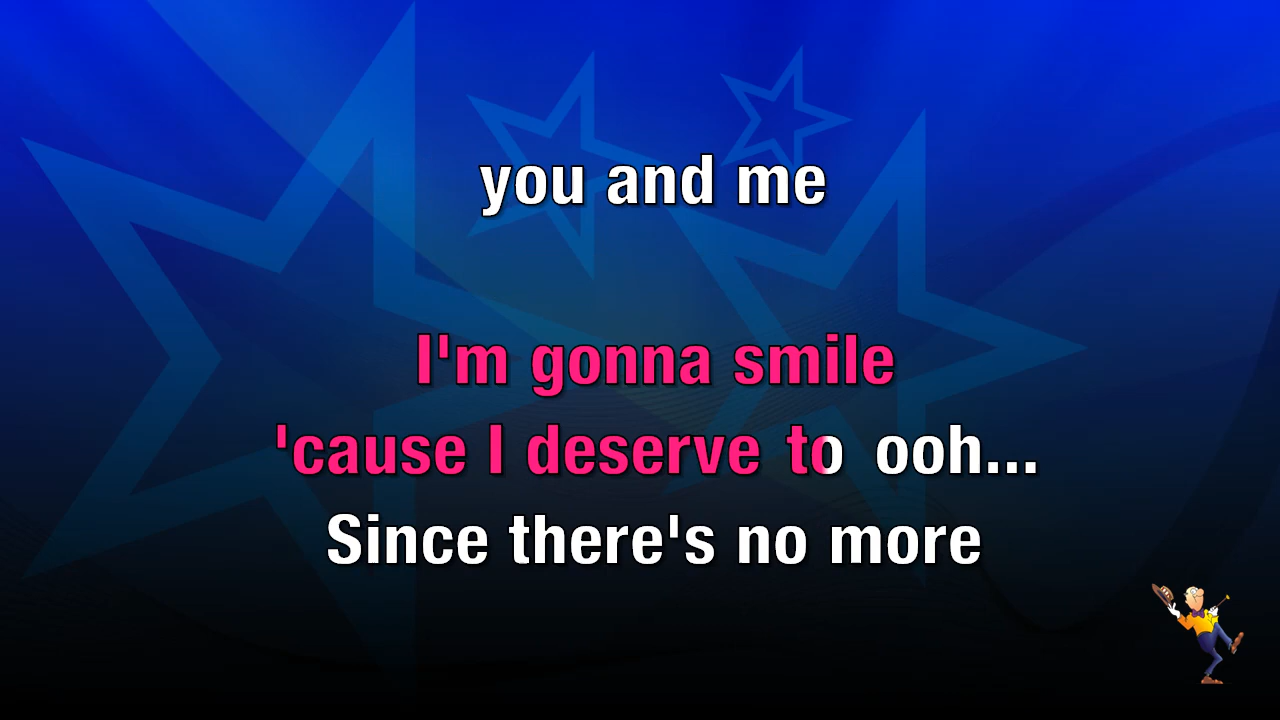 you and me
I'm gonna smile
'cause I deserve to ooh...
Since there's no more